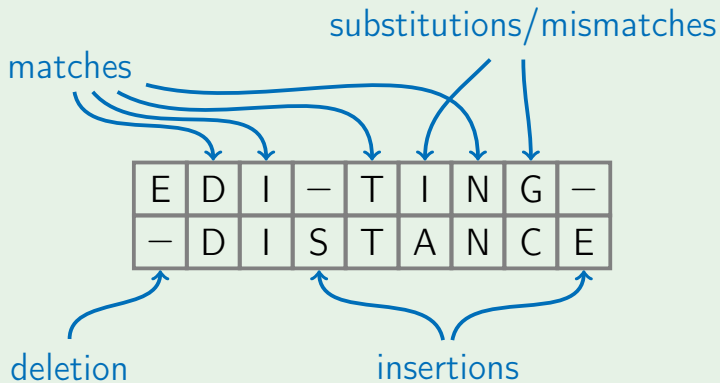 substitutions/mismatches
matches
E D I – T I N G –
– D I S T A N C E
deletion insertions